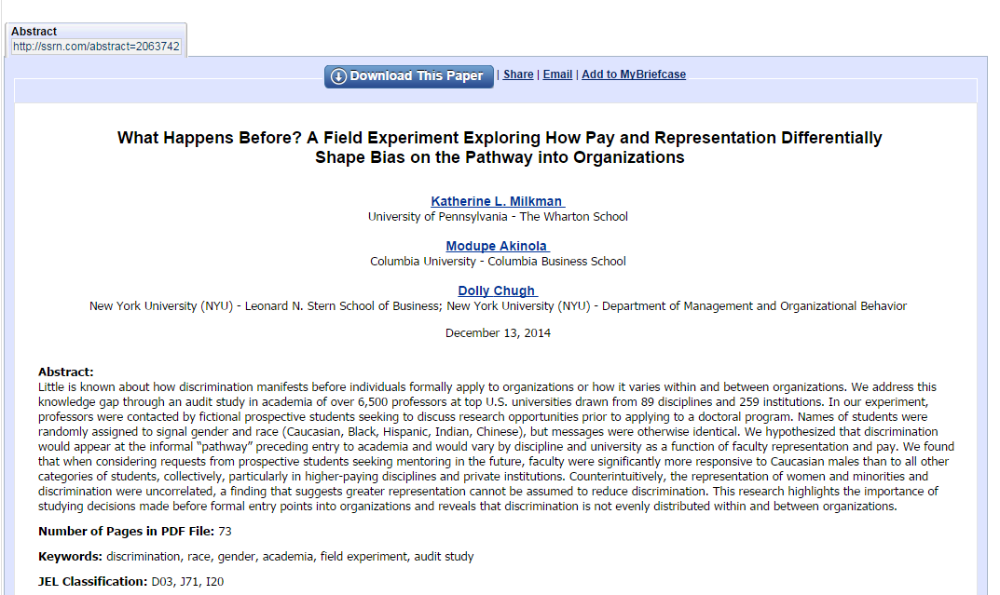 Abstract
http://ssrn.com/abstract=2063742
Download This Paper | Share | Email | Add to MyBriefcase
What Happens Before? A Field Experiment Exploring How Pay and Representation Differentially
Shape Bias on the Pathway into Organizations
Katherine L. Milkman
University of Pennsylvania - The Wharton School
Modupe Akinola
Columbia University - Columbia Business School
Dolly Chugh
New York University (NYU) - Leonard N. Stern School of Business; New York University (NYU) - Department of Management and Organizational Behavior
December 13, 2014
Abstract:
Little is known about how discrimination manifests before individuals formally apply to organizations or how it varies within and between organizations. We address this
knowledge gap through an audit study in academia of over 6,500 professors at top U.S. universities drawn from 89 disciplines and 259 institutions. In our experiment,
professors were contacted by fictional prospective students seeking to discuss research opportunities prior to applying to a doctoral program. Names of students were
randomly assigned to signal gender and race (Caucasian, Black, Hispanic, Indian, Chinese), but messages were otherwise identical. We hypothesized that discrimination
would appear at the informal “pathway” preceding entry to academia and would vary by discipline and university as a function of faculty representation and pay. We found
that when considering requests from prospective students seeking mentoring in the future, faculty were significantly more responsive to Caucasian males than to all other
categories of students, collectively, particularly in higher-paying disciplines and private institutions. Counterintuitively, the representation of women and minorities and
discrimination were uncorrelated, a finding that suggests greater representation cannot be assumed to reduce discrimination. This research highlights the importance of
studying decisions made before formal entry points into organizations and reveals that discrimination is not evenly distributed within and between organizations.
Number of Pages in PDF File: 73
Keywords: discrimination, race, gender, academia, field experiment, audit study
JEL Classification: D03, J71, I20